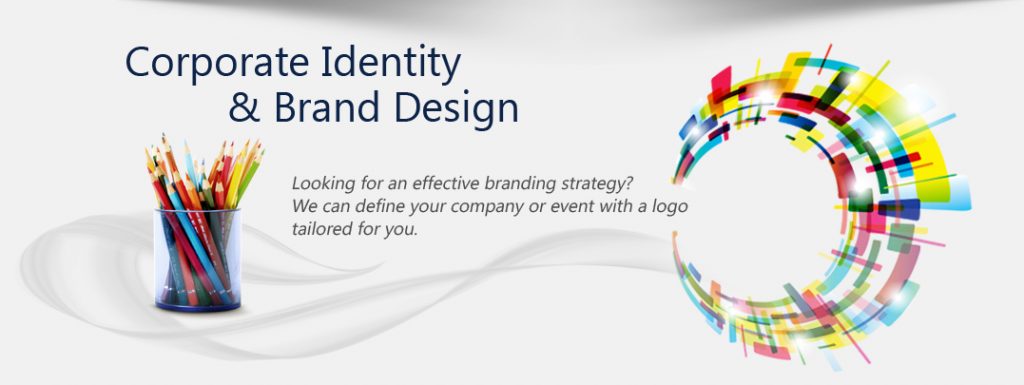 Corporate Identity
& Brand Design
Looking for an effective branding strategy?
We can define your company or event with a logo
tailored for you.